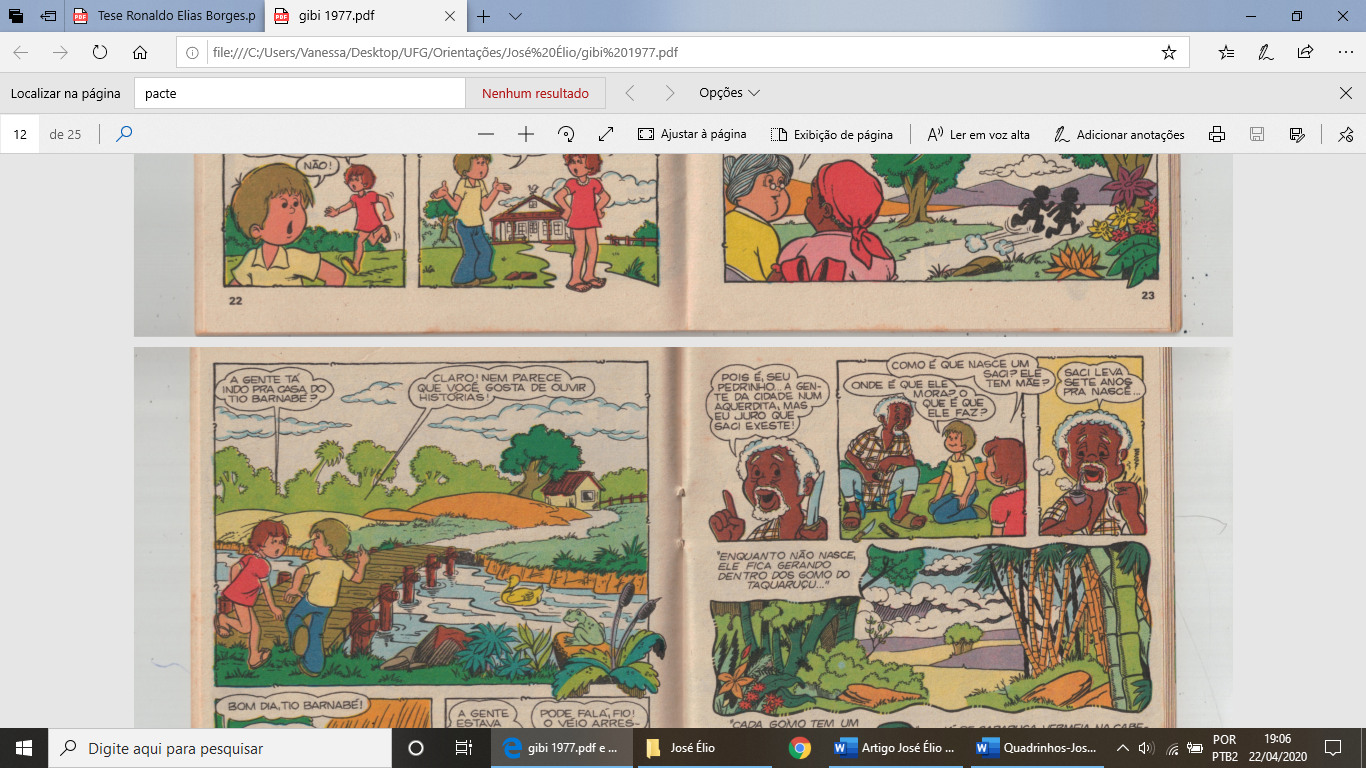 Tese Ronaldo Elias Borges.p
gibi 1977.pdf
file:///C:/Users/Vanessa/Desktop/UFG/Orientações/José%20Élio/gibi%201977.pdf
Localizar na página
pacte
Nenhum resultado
Opções
12
de 25
Ajustar à página
Exibição de página
Ler em voz alta
Adicionar anotações
NÃO!
22
23
A GENTE TÁ
INDO PRA CASA DO
TIO BARNABÉ?
CLARO! NEM PARECE
QUE VOCÊ GOSTA DE OUVIR
HISTÓRIAS!
POIS É, SEU
PEDRINHO... A GEN-
TE DA CIDADE NUM
AQUERDITA, MAS
EU JURO QUE
SACI EXESTE!
ONDE É QUE ELE
MORA? O
QUE É QUE
ELE FAZ?
COMO É QUE NASCE UM
SACI? ELE
TEM MÃE?
SACI LEVA
SETE ANOS
PRA NASCÊ...
"ENQUANTO NÃO NASCE,
ELE FICA GERANDO
DENTRO DOS GOMO DO
TAQUARUÇU..."
BOM DIA, TIO BARNABÉ!
A GENTE
ESTAVA
PODE FALÁ, FIO!
O VEIO ARRES-
"CADA GOMO TEM UM
DE CARAPUÇA VERMEIA NA CABE-
Digite aqui para pesquisar
gibi 1977.pdf e ...
José Élio
Artigo José Élio ...
Quadrinhos-Jos...
POR
PTB2
19:06
22/04/2020